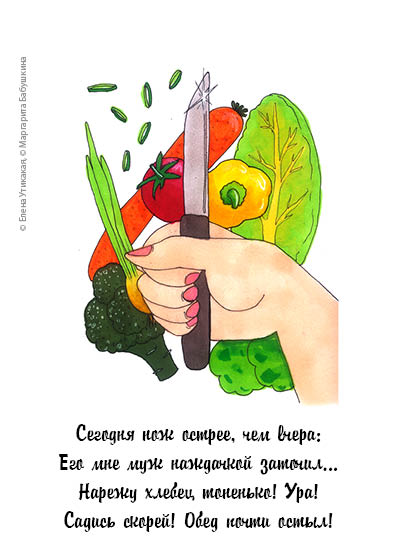 © Елена Утикакая, © Маргарита Бабушкина
Сегодня нож острее, чем вчера:
Его мне муж наждачкой заточил...
Нарежу хлебец тоненько! Ура!
Садись скорей! Обед почти остыл!